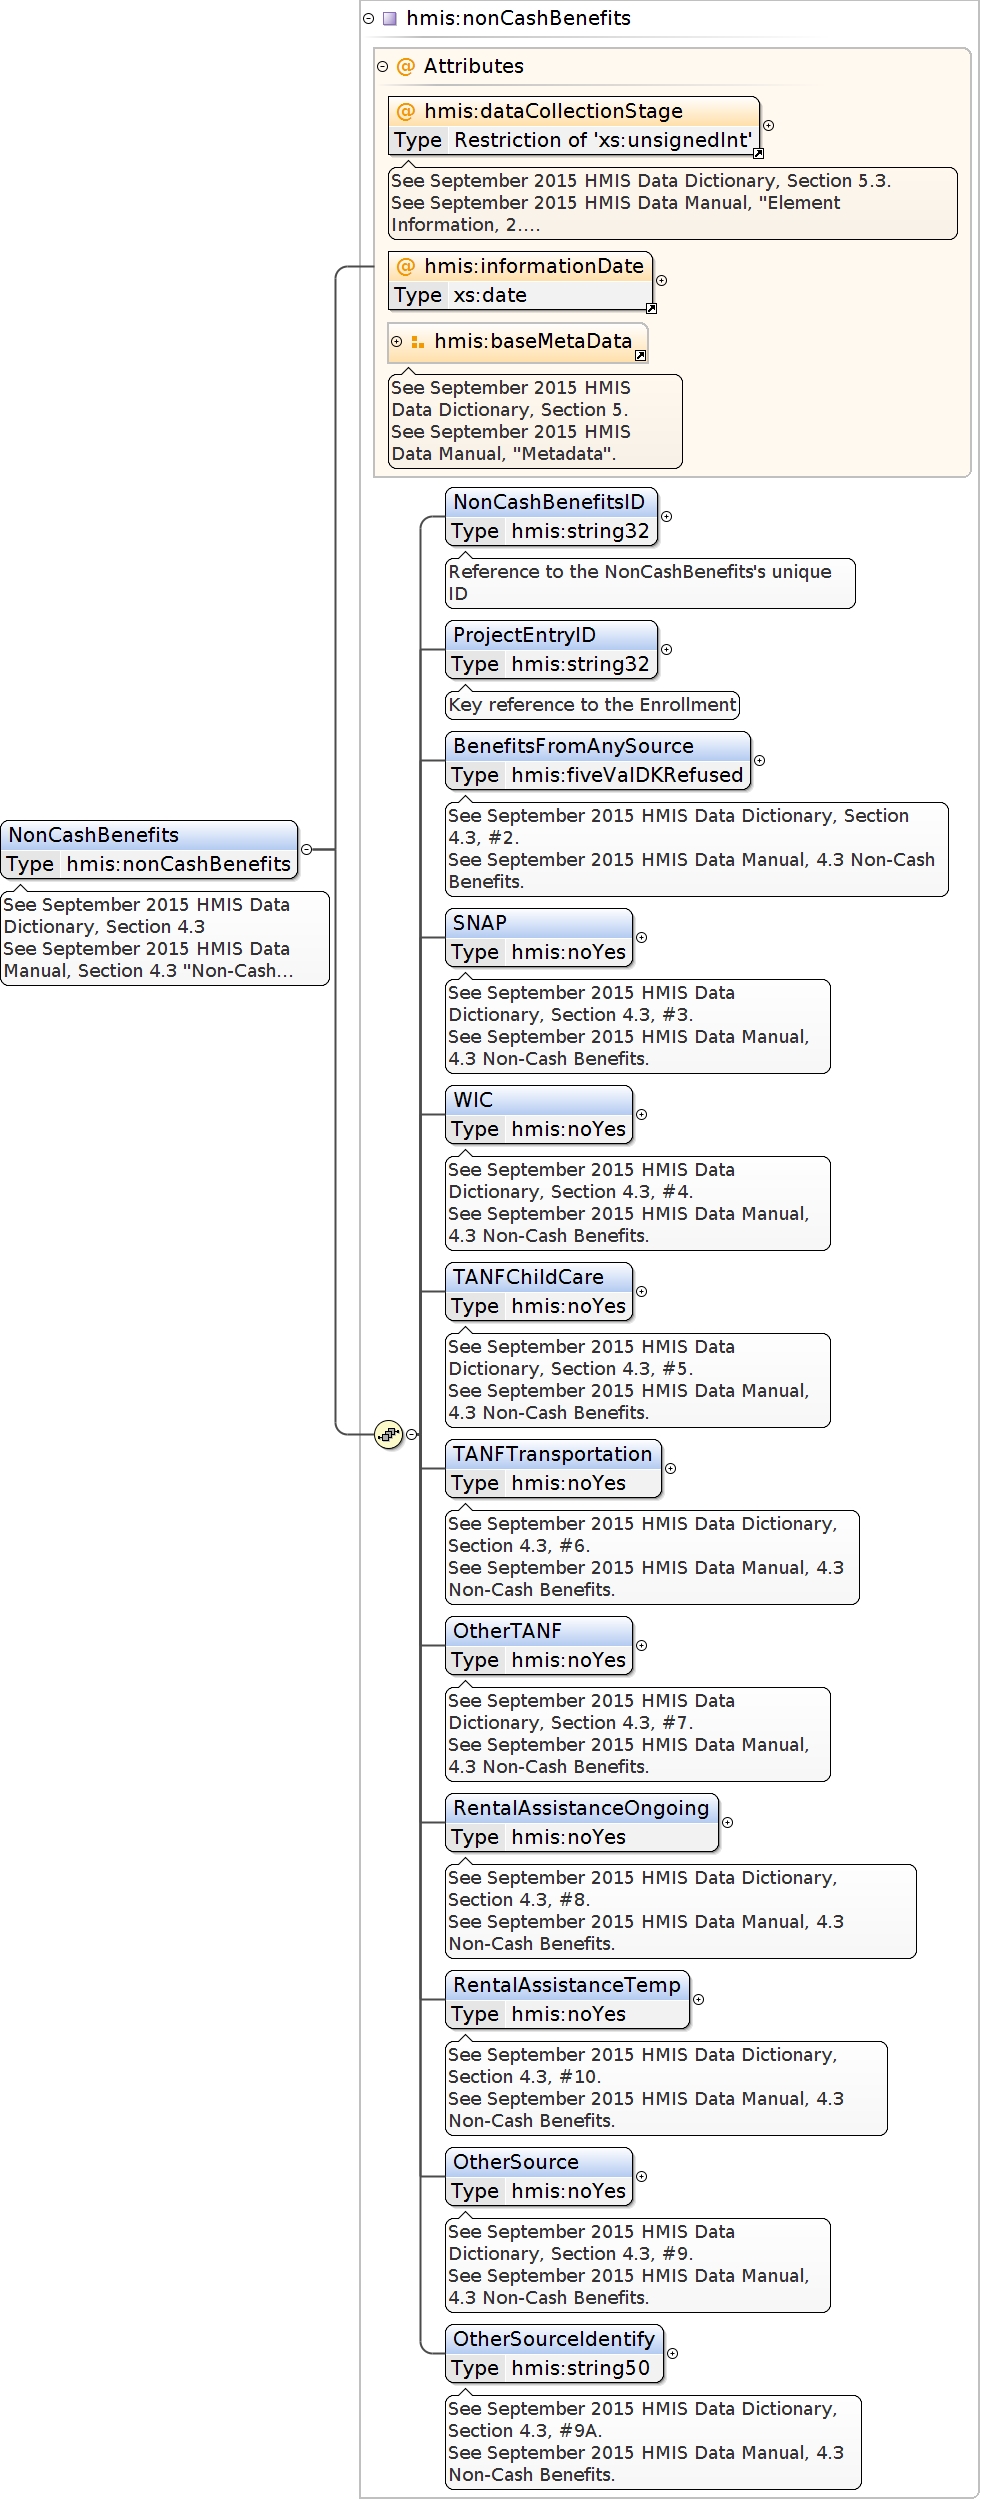 hmis:nonCashBenefits
@ Attributes
@ hmis:dataCollectionStage
Type Restriction of 'xs:unsignedInt'
See September 2015 HMIS Data Dictionary, Section 5.3.
See September 2015 HMIS Data Manual, "Element
Information, 2....
@ hmis:informationDate
Type xs:date
hmis:baseMetaData
See September 2015 HMIS
Data Dictionary, Section 5.
See September 2015 HMIS
Data Manual, "Metadata".
NonCashBenefitsID
Type hmis:string32
Reference to the NonCashBenefits's unique
ID
ProjectEntryID
Type hmis:string32
Key reference to the Enrollment
BenefitsFromAnySource
Type hmis:fiveValDKRefused
See September 2015 HMIS Data Dictionary, Section
4.3, #2.
See September 2015 HMIS Data Manual, 4.3 Non-Cash
Benefits.
NonCashBenefits
Type hmis:nonCashBenefits
See September 2015 HMIS Data
Dictionary, Section 4.3
See September 2015 HMIS Data
Manual, Section 4.3 "Non-Cash...
SNAP
Type hmis:noYes
See September 2015 HMIS Data
Dictionary, Section 4.3, #3.
See September 2015 HMIS Data Manual,
4.3 Non-Cash Benefits.
WIC
Type hmis:noYes
See September 2015 HMIS Data
Dictionary, Section 4.3, #4.
See September 2015 HMIS Data Manual,
4.3 Non-Cash Benefits.
TANFChildCare
Type hmis:noYes
See September 2015 HMIS Data
Dictionary, Section 4.3, #5.
See September 2015 HMIS Data Manual,
4.3 Non-Cash Benefits.
TANFTransportation
Type hmis:noYes
See September 2015 HMIS Data Dictionary,
Section 4.3, #6.
See September 2015 HMIS Data Manual, 4.3
Non-Cash Benefits.
OtherTANF
Type hmis:noYes
See September 2015 HMIS Data
Dictionary, Section 4.3, #7.
See September 2015 HMIS Data Manual,
4.3 Non-Cash Benefits.
RentalAssistanceOngoing
Type hmis:noYes
See September 2015 HMIS Data Dictionary,
Section 4.3, #8.
See September 2015 HMIS Data Manual, 4.3
Non-Cash Benefits.
RentalAssistanceTemp
Type hmis:noYes
See September 2015 HMIS Data Dictionary,
Section 4.3, #10.
See September 2015 HMIS Data Manual, 4.3
Non-Cash Benefits.
OtherSource
Type hmis:noYes
See September 2015 HMIS Data
Dictionary, Section 4.3, #9.
See September 2015 HMIS Data Manual,
4.3 Non-Cash Benefits.
OtherSourceIdentify
Type hmis:string50
See September 2015 HMIS Data Dictionary,
Section 4.3, #9A.
See September 2015 HMIS Data Manual, 4.3
Non-Cash Benefits.